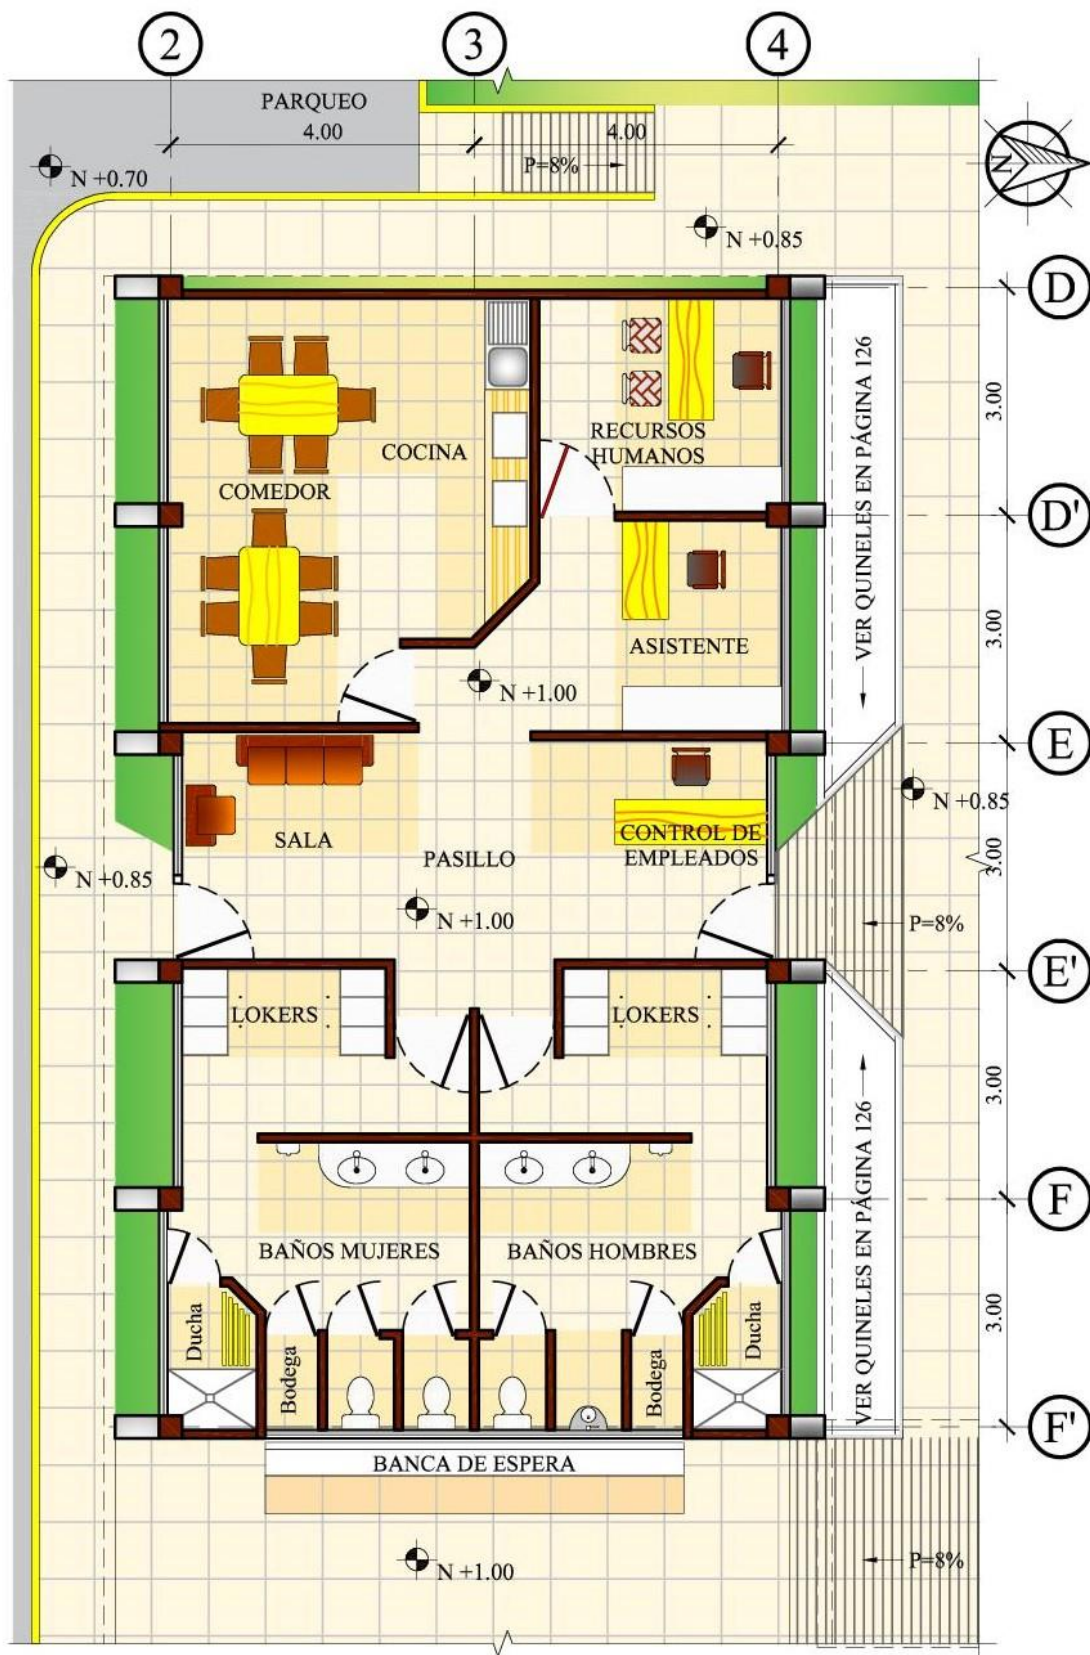 2
3
4
PARQUEO
4.00
4.00
P=8%
N
N +0.70
N +0.85
D
3.00
VER QUINELES EN PÁGINA 126
RECURSOS
HUMANOS
COCINA
COMEDOR
D'
3.00
ASISTENTE
N +1.00
E
N +0.85
CONTROL DE
EMPLEADOS
SALA
PASILLO
3.00
N +0.85
N +1.00
P=8%
E'
LOKERS
LOKERS
3.00
VER QUINELES EN PÁGINA 126
F
BAÑOS MUJERES
BAÑOS HOMBRES
3.00
Ducha
Ducha
Bodega
Bodega
F'
BANCA DE ESPERA
N +1.00
P=8%